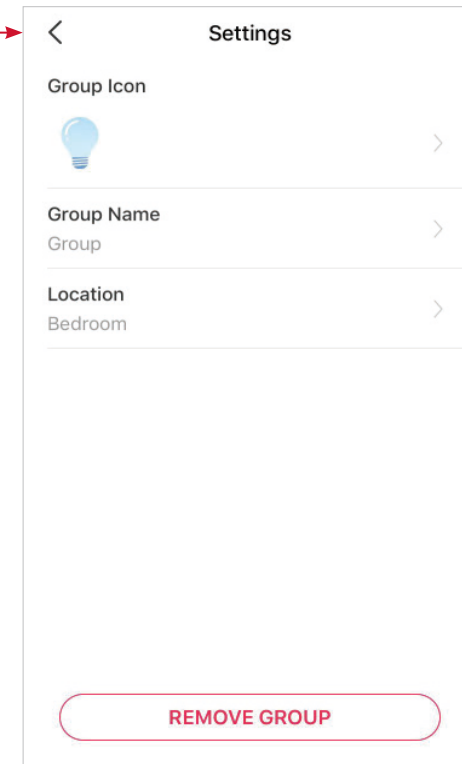 Settings
Group Icon
Group Name
Group
Location
Bedroom
REMOVE GROUP